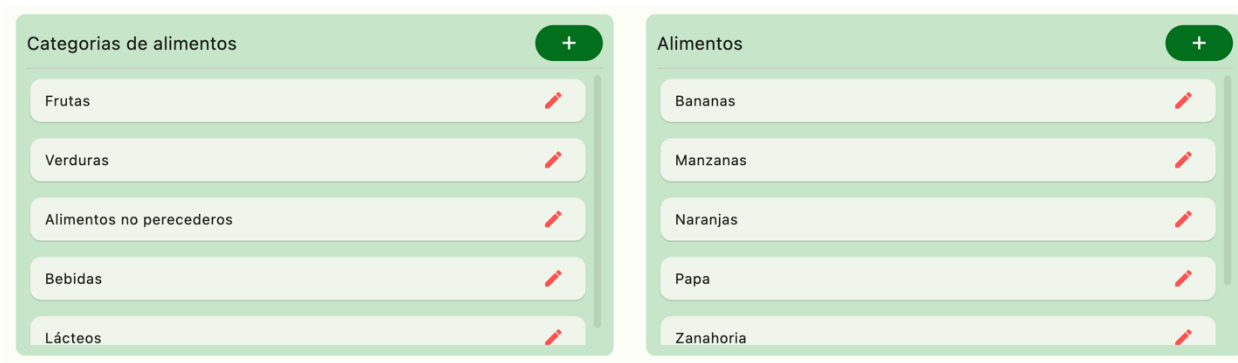 Categorias de alimentos
+
Frutas
Verduras
Alimentos no perecederos
Bebidas
Lácteos
Alimentos
+
Bananas
Manzanas
Naranjas
Papa
Zanahoria